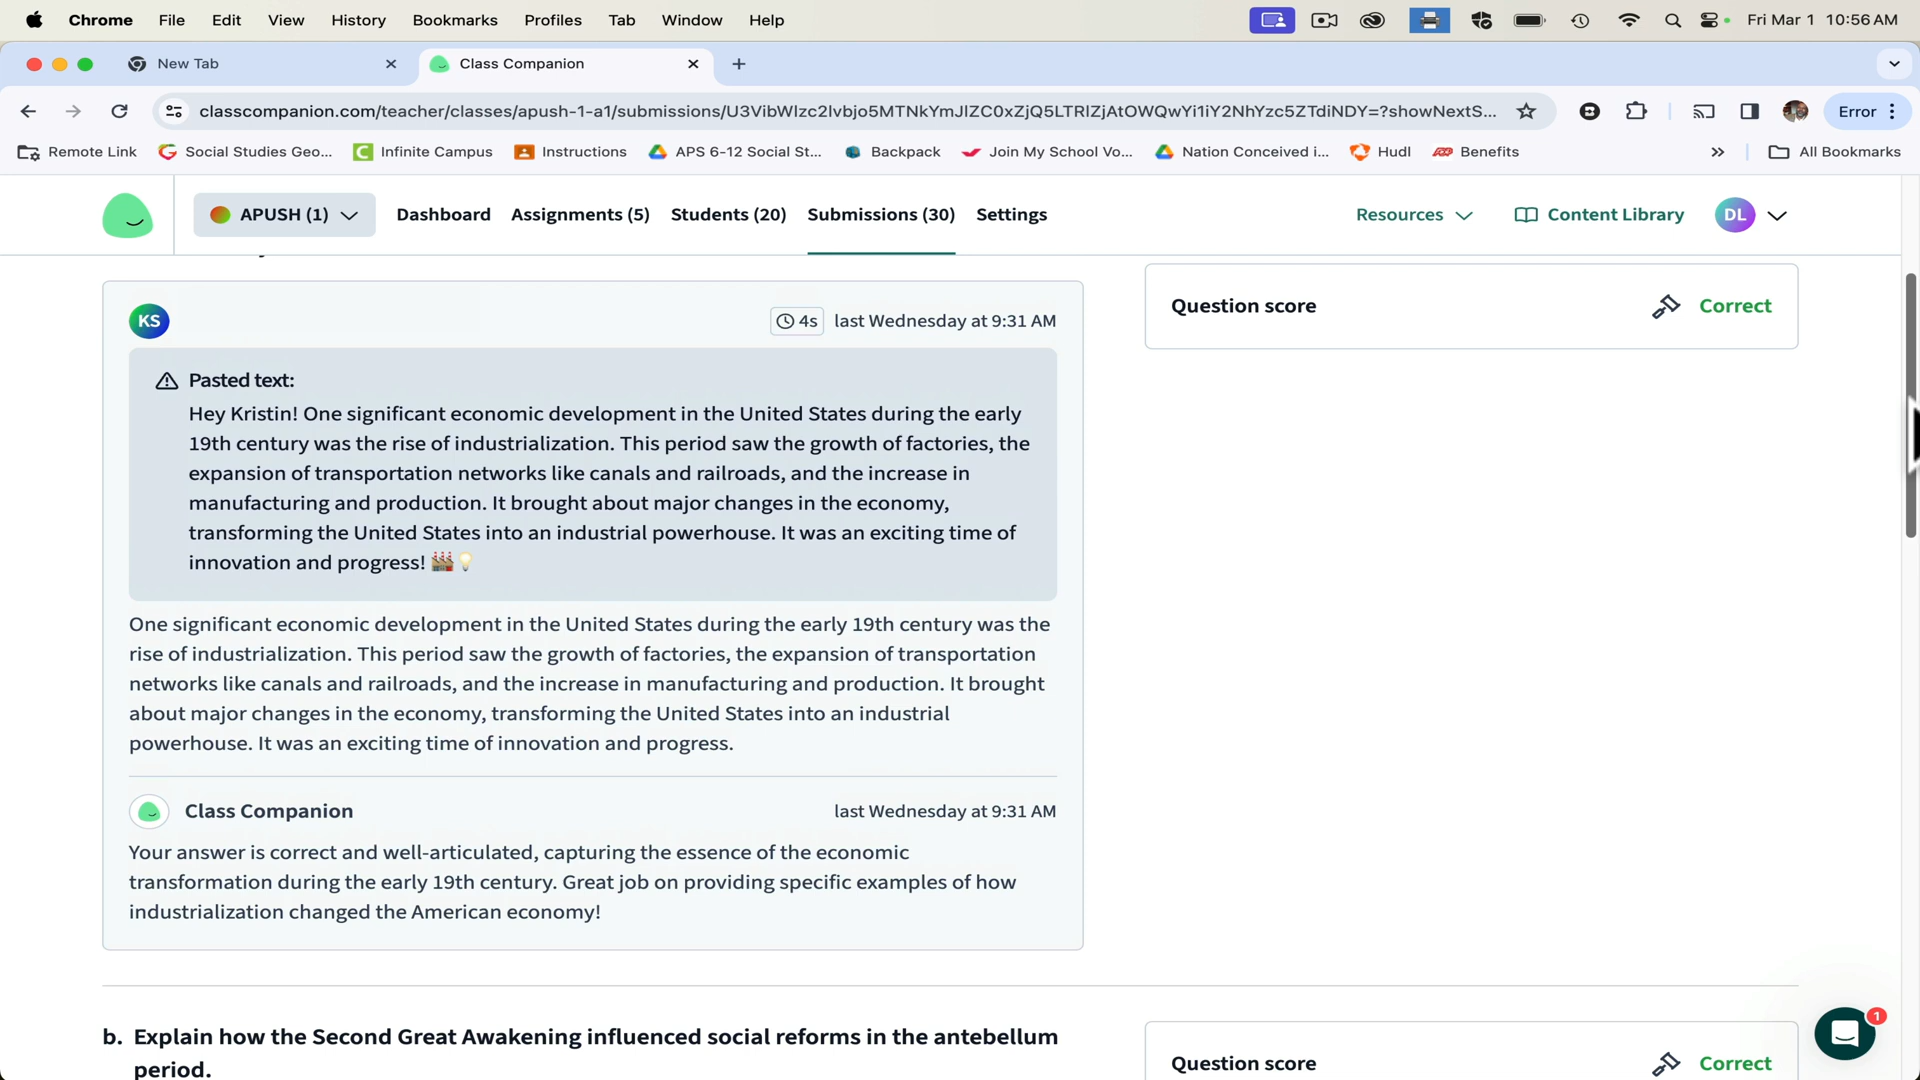 Chrome File Edit View History Bookmarks Profiles Tab Window Help Fri Mar 1 10:56 AM
New Tab Class Companion
classcompanion.com/teacher/classes/apush-1-a1/submissions/U3VibWlzc2lvbjo5MTNkYmJlZC0xZjQ5LTRlZjAtOWQwYi1iY2NhYzc5ZTdiNDY=?showNextS... Error
Remote Link Social Studies Geo... Infinite Campus Instructions APS 6-12 Social St... Backpack Join My School Vo... Nation Conceived i... Hudl Benefits » All Bookmarks
APUSH (1) Dashboard Assignments (5) Students (20) Submissions (30) Settings Resources Content Library DL
KS 4s last Wednesday at 9:31 AM
Question score Correct
Pasted text:
Hey Kristin! One significant economic development in the United States during the early
19th century was the rise of industrialization. This period saw the growth of factories, the
expansion of transportation networks like canals and railroads, and the increase in
manufacturing and production. It brought about major changes in the economy,
transforming the United States into an industrial powerhouse. It was an exciting time of
innovation and progress! 🏭💡
One significant economic development in the United States during the early 19th century was the
rise of industrialization. This period saw the growth of factories, the expansion of transportation
networks like canals and railroads, and the increase in manufacturing and production. It brought
about major changes in the economy, transforming the United States into an industrial
powerhouse. It was an exciting time of innovation and progress.
Class Companion last Wednesday at 9:31 AM
Your answer is correct and well-articulated, capturing the essence of the economic
transformation during the early 19th century. Great job on providing specific examples of how
industrialization changed the American economy!
b. Explain how the Second Great Awakening influenced social reforms in the antebellum
period.
Question score Correct
1